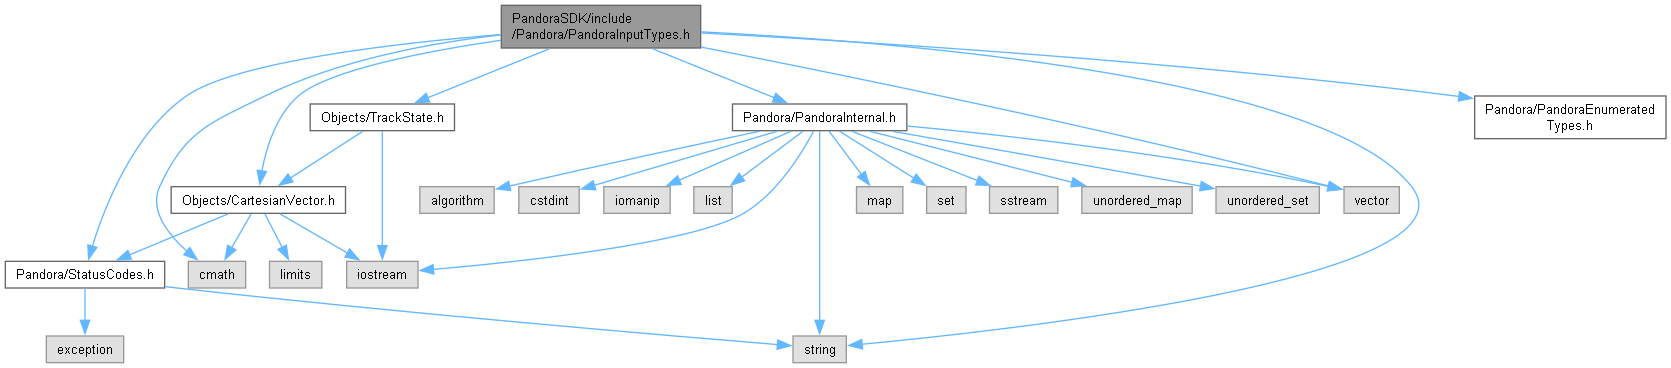 PandoraSDK/include
/Pandora/PandoraInputTypes.h
Objects/TrackState.h
Pandora/PandoraInternal.h
Pandora/PandoraEnumerated
Types.h
Objects/CartesianVector.h
algorithm
cstdint
iomanip
list
map
set
sstream
unordered_map
unordered_set
vector
Pandora/StatusCodes.h
cmath
limits
iostream
exception
string